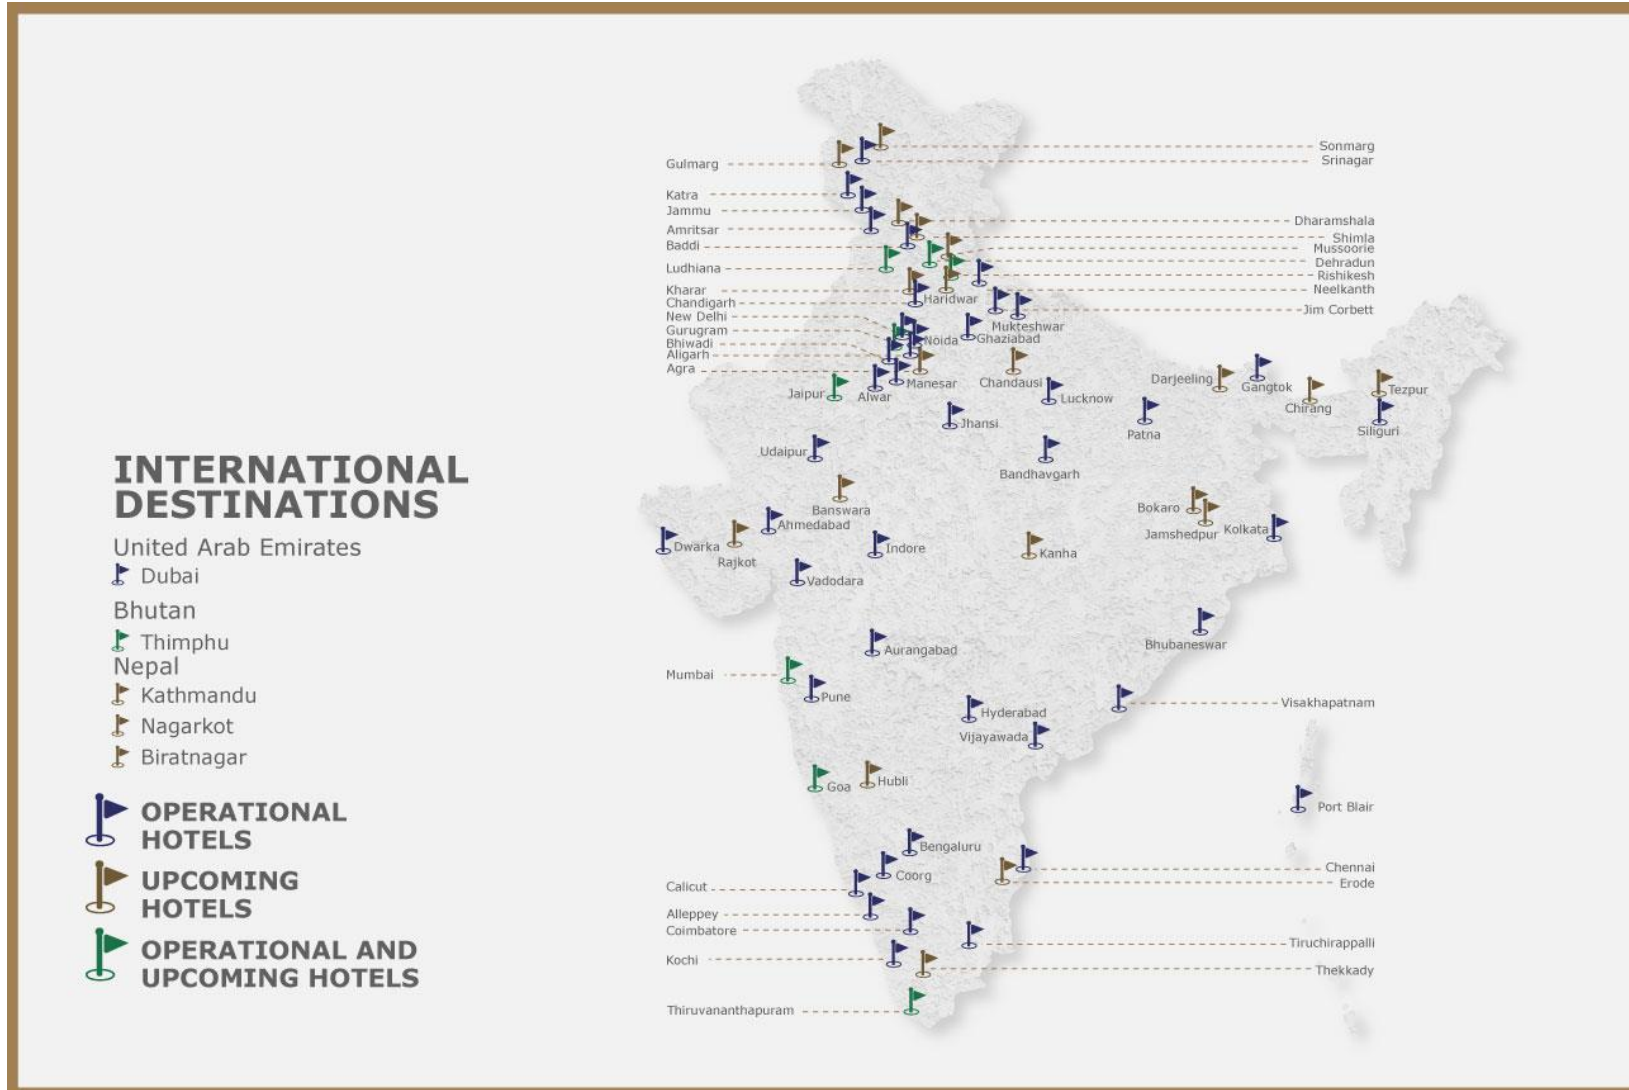 INTERNATIONAL
DESTINATIONS
United Arab Emirates
Dubai
Bhutan
Thimphu
Nepal
Kathmandu
Nagarkot
Biratnagar
OPERATIONAL
HOTELS
UPCOMING
HOTELS
OPERATIONAL AND
UPCOMING HOTELS
Gulmarg
Katra
Jammu
Amritsar
Baddi
Ludhiana
Kharar
Chandigarh
New Delhi
Gurugram
Bhiwadi
Aligarh
Agra
Sonmarg
Srinagar
Dharamshala
Shimla
Mussoorie
Dehradun
Rishikesh
Neelkanth
Jim Corbett
Haridwar
Mukteshwar
Noida
Ghaziabad
Manesar
Chandausi
Jaipur
Alwar
Lucknow
Darjeeling
Gangtok
Chirang
Tezpur
Siliguri
Jhansi
Patna
Udaipur
Bandhavgarh
Banswara
Ahmedabad
Bokaro
Jamshedpur
Kolkata
Dwarka
Rajkot
Indore
Kanha
Vadodara
Aurangabad
Bhubaneswar
Mumbai
Pune
Hyderabad
Vijayawada
Visakhapatnam
Goa
Hubli
Port Blair
Bengaluru
Coorg
Chennai
Erode
Calicut
Alleppey
Coimbatore
Kochi
Tiruchirappalli
Thekkady
Thiruvananthapuram